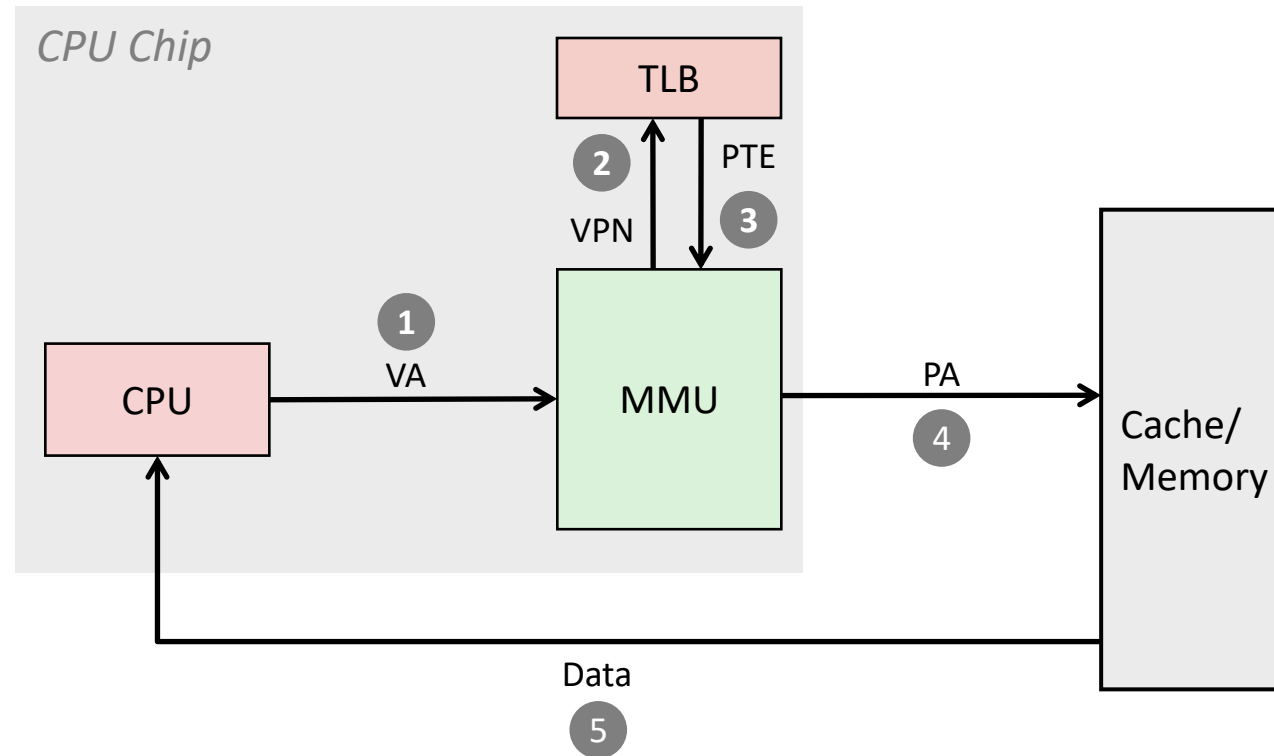 CPU Chip
TLB
2
PTE
VPN
3
1
VA
CPU
MMU
PA
4
Cache/
Memory
Data
5